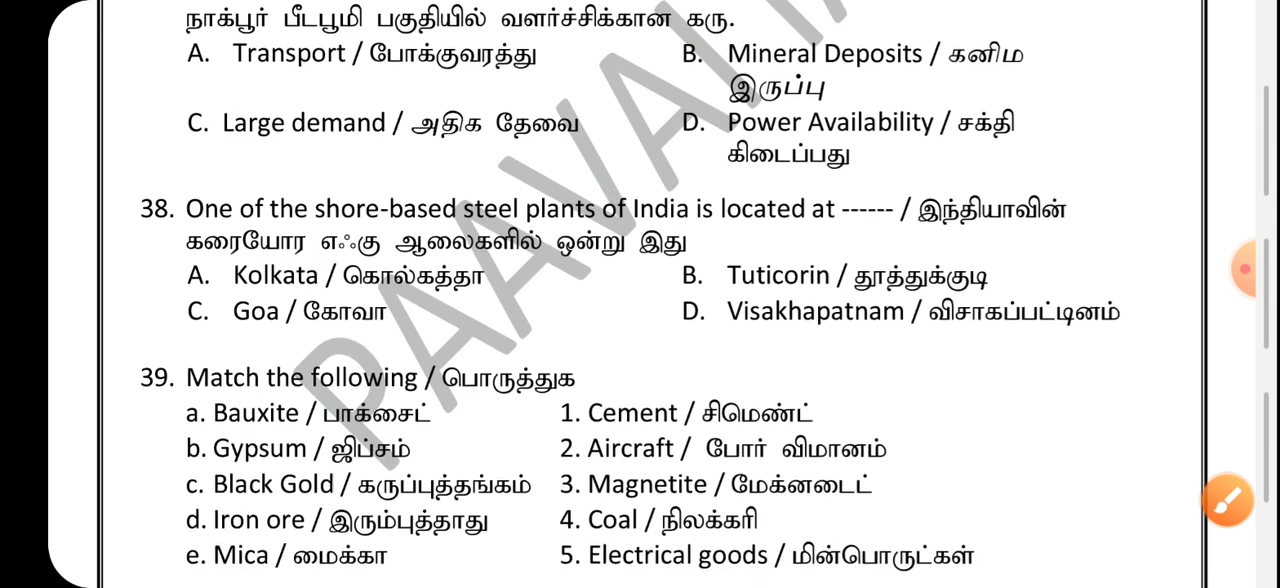 நாக்பூர் பீடபூமி பகுதியில் வளர்ச்சிக்கான கரு.
A. Transport / போக்குவரத்து B. Mineral Deposits / கனிம
இருப்பு
C. Large demand / அதிக தேவை D. Power Availability / சக்தி
கிடைப்பது
38. One of the shore-based steel plants of India is located at ------ / இந்தியாவின்
கரையோர எஃகு ஆலைகளில் ஒன்று இது
A. Kolkata / கொல்கத்தா B. Tuticorin / தூத்துக்குடி
C. Goa / கோவா D. Visakhapatnam / விசாகப்பட்டினம்
39. Match the following / பொருத்துக
a. Bauxite / பாக்சைட் 1. Cement / சிமெண்ட்
b. Gypsum / ஜிப்சம் 2. Aircraft / போர் விமானம்
c. Black Gold / கருப்புத்தங்கம் 3. Magnetite / மேக்னடைட்
d. Iron ore / இரும்புத்தாது 4. Coal / நிலக்கரி
e. Mica / மைக்கா 5. Electrical goods / மின்பொருட்கள்